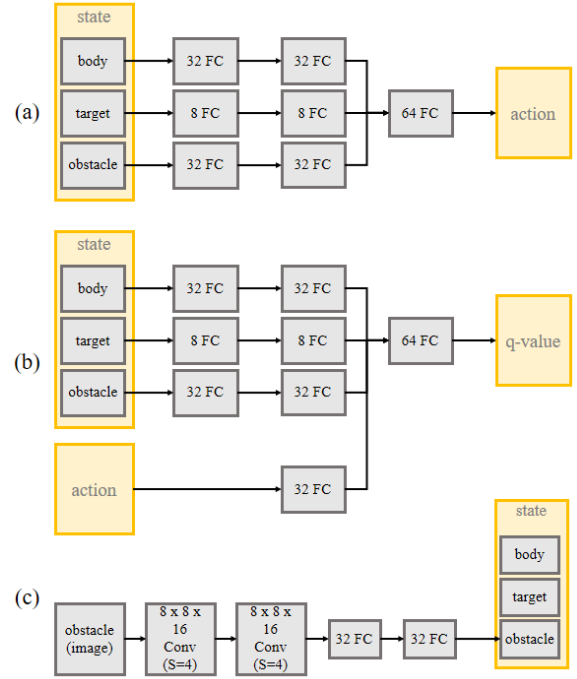 (a)
state
body
32 FC
32 FC
target
8 FC
8 FC
64 FC
action
obstacle
32 FC
32 FC
(b)
state
body
32 FC
32 FC
target
8 FC
8 FC
64 FC
q-value
obstacle
32 FC
32 FC
action
32 FC
(c)
obstacle
(image)
8 x 8 x
16
Conv
(S=4)
8 x 8 x
16
Conv
(S=4)
32 FC
32 FC
state
body
target
obstacle